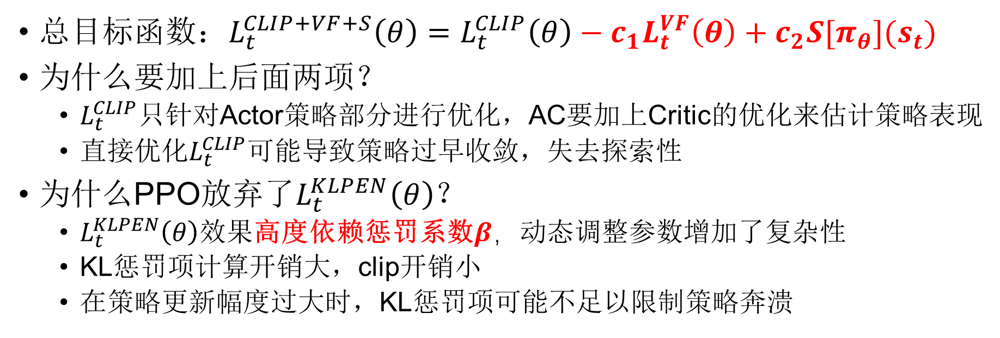 • 总目标函数：$L_t^{CLIP+VF+S}(\theta) = L_t^{CLIP}(\theta) - c_1 L_t^{VF}(\theta) + c_2 S[\pi_\theta](s_t)$
• 为什么要加上后面两项？
• $L_t^{CLIP}$只针对Actor策略部分进行优化，AC要加上Critic的优化来估计策略表现
• 直接优化$L_t^{CLIP}$可能导致策略过早收敛，失去探索性
• 为什么PPO放弃了$L_t^{KLPEN}(\theta)$？
• $L_t^{KLPEN}(\theta)$效果高度依赖惩罚系数$\beta$，动态调整参数增加了复杂性
• KL惩罚项计算开销大，clip开销小
• 在策略更新幅度过大时，KL惩罚项可能不足以限制策略奔溃